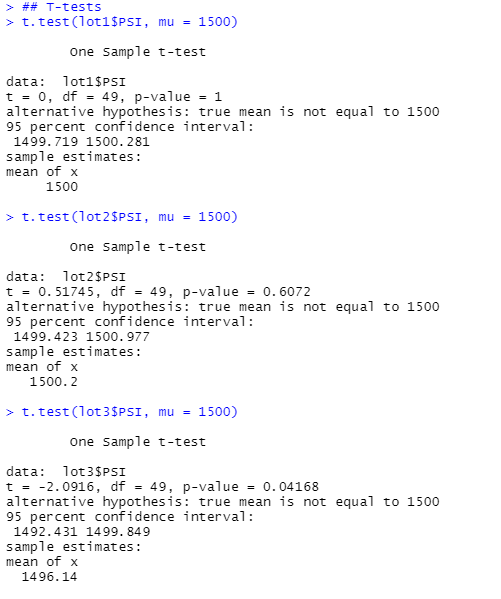 > ## T-tests
> t.test(lot1$PSI, mu = 1500)
One Sample t-test
data:  lot1$PSI
t = 0, df = 49, p-value = 1
alternative hypothesis: true mean is not equal to 1500
95 percent confidence interval:
1499.719 1500.281
sample estimates:
mean of x
1500
> t.test(lot2$PSI, mu = 1500)
One Sample t-test
data:  lot2$PSI
t = 0.51745, df = 49, p-value = 0.6072
alternative hypothesis: true mean is not equal to 1500
95 percent confidence interval:
1499.423 1500.977
sample estimates:
mean of x
1500.2
> t.test(lot3$PSI, mu = 1500)
One Sample t-test
data:  lot3$PSI
t = -2.0916, df = 49, p-value = 0.04168
alternative hypothesis: true mean is not equal to 1500
95 percent confidence interval:
1492.431 1499.849
sample estimates:
mean of x
1496.14